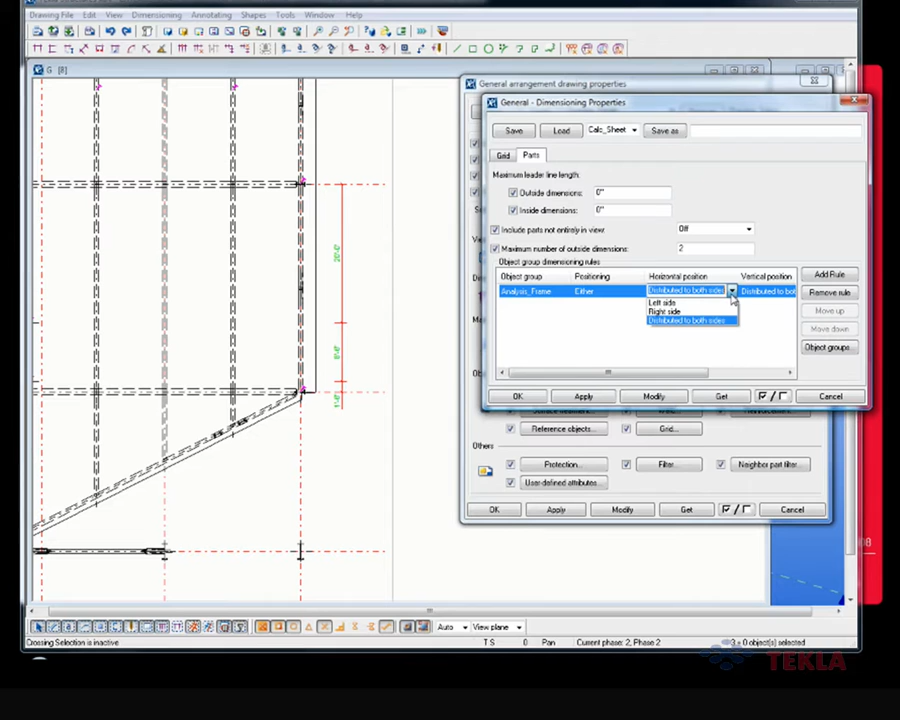 Drawing File Edit View Dimensioning Annotating Shapes Tools Window Help
G [8]
General arrangement drawing properties
General - Dimensioning Properties
Save Load Calc_Sheet Save as
Grid Parts
Maximum leader line length:
Outside dimensions: 0"
Inside dimensions: 0"
Include parts not entirely in view: Off
Maximum number of outside dimensions: 2
Object group dimensioning rules
Object group Positioning Horizontal position Vertical position
Analysis_Frame Either Distributed to both sides Distributed to bot
Left side
Right side
Distributed to both sides
Add Rule
Remove rule
Move up
Move down
Object groups...
OK Apply Modify Get Cancel
Reference objects... Grid...
Others
Protection... Filter... Neighbor part filter...
User-defined attributes...
OK Apply Modify Get Cancel
Auto View plane
Crossing Selection is inactive T S 0 Pan Current phase: 2, Phase 2 3 + 0 object(s) selected
TEKLA